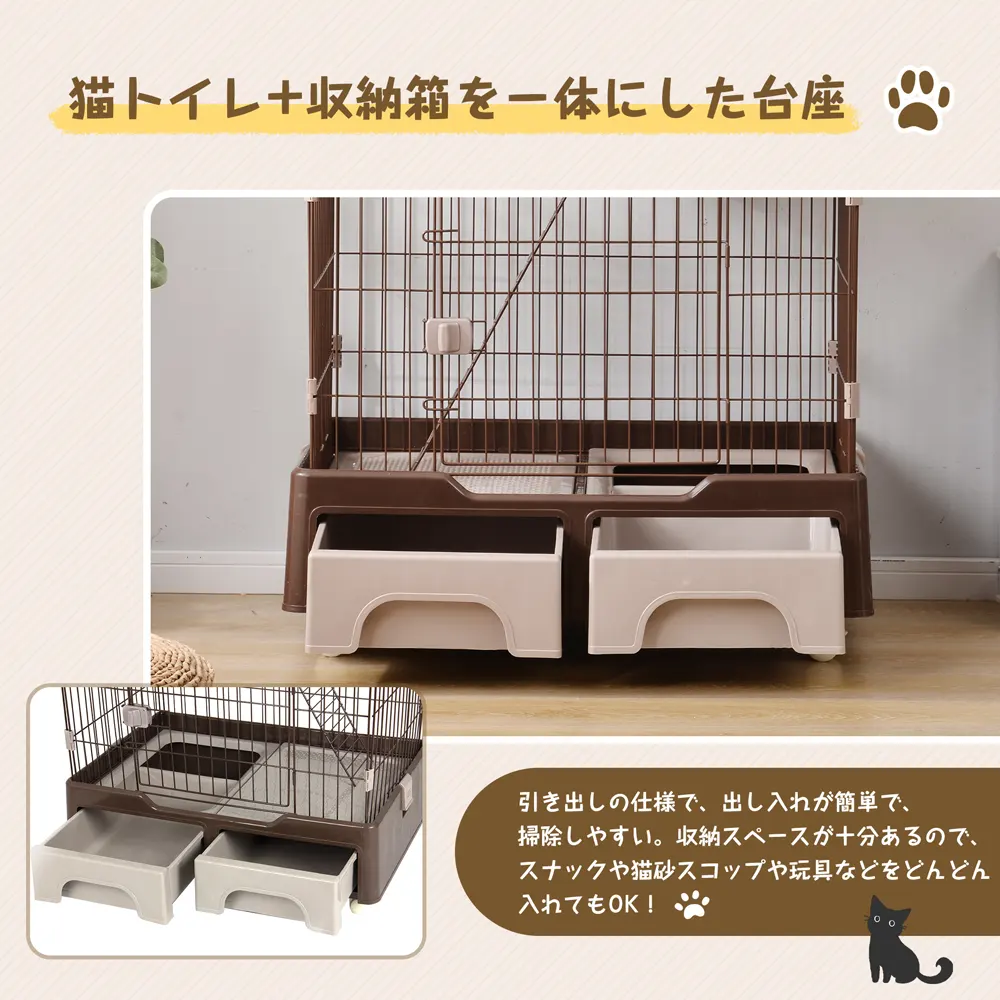 猫トイレ+収納箱を一体にした台座
引き出しの仕様で、出し入れが簡単で、
掃除しやすい。収納スペースが十分あるので、
スナックや猫砂スコップや玩具などをどんどん
入れてもOK！